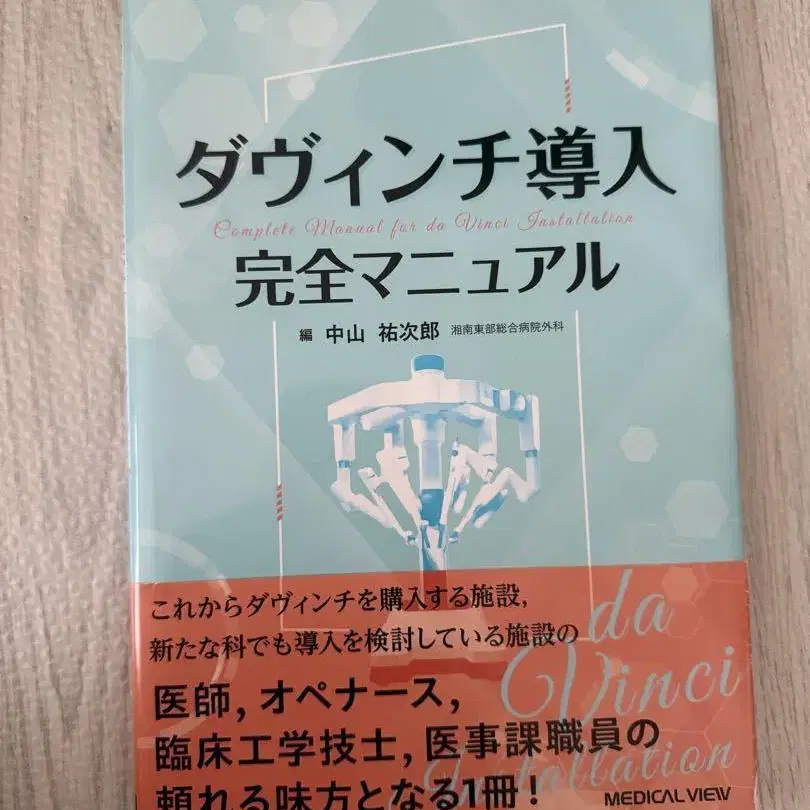 ダヴィンチ導入
Complete Manual for da Vinci Installation
完全マニュアル
編 中山 祐次郎 湘南東部総合病院外科
これからダヴィンチを購入する施設,
新たな科でも導入を検討している施設の
医師, オペナース,
臨床工学技士, 医事課職員の
頼れる味方となる1冊!
da
Vinci
Installation
MEDICAL VIEW